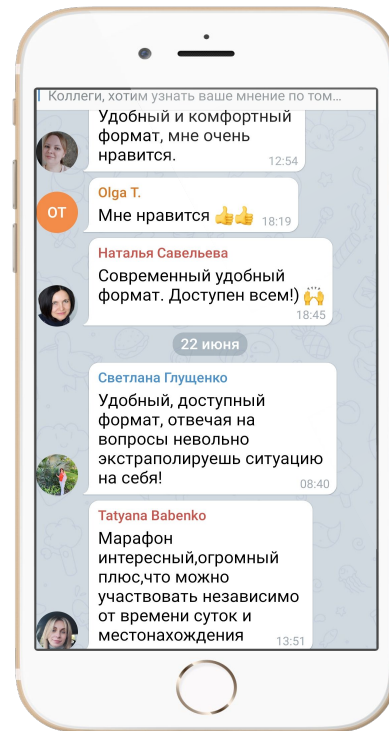 Коллеги, хотим узнать ваше мнение по том...
Удобный и комфортный
формат, мне очень
нравится.
12:54
OT
Olga T.
Мне нравится 👍👍
18:19
Наталья Савельева
Современный удобный
формат. Доступен всем!) 🙌
18:45
22 июня
Светлана Глущенко
Удобный, доступный
формат, отвечая на
вопросы невольно
экстраполируешь ситуацию
на себя!
08:40
Tatyana Babenko
Марафон
интересный,огромный
плюс,что можно
участвовать независимо
от времени суток и
местонахождения
13:51